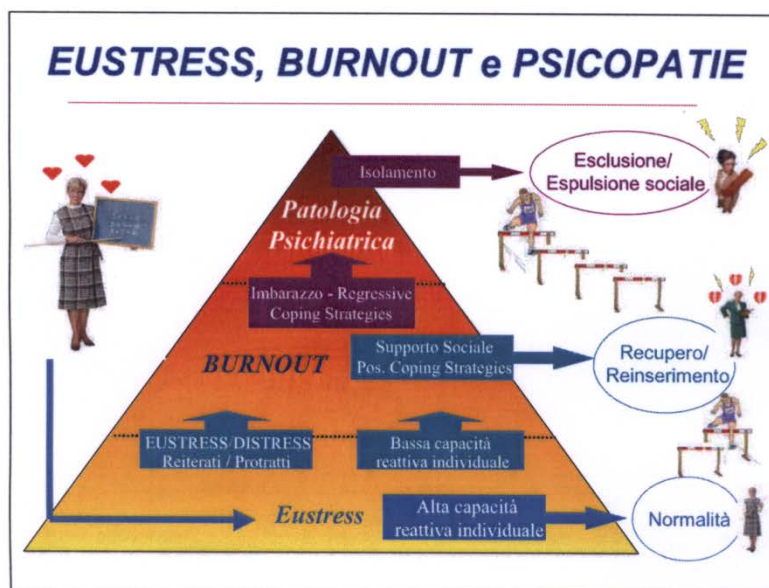 EUSTRESS, BURNOUT e PSICOPATIE
Isolamento
Esclusione/
Espulsione sociale
Patologia
Psichiatrica
Imbarazzo - Regressive
Coping Strategies
BURNOUT
Supporto Sociale
Pos. Coping Strategies
Recupero/
Reinserimento
EUSTRESS/DISTRESS
Reiterati / Protratti
Bassa capacità
reattiva individuale
Eustress
Alta capacità
reattiva individuale
Normalità